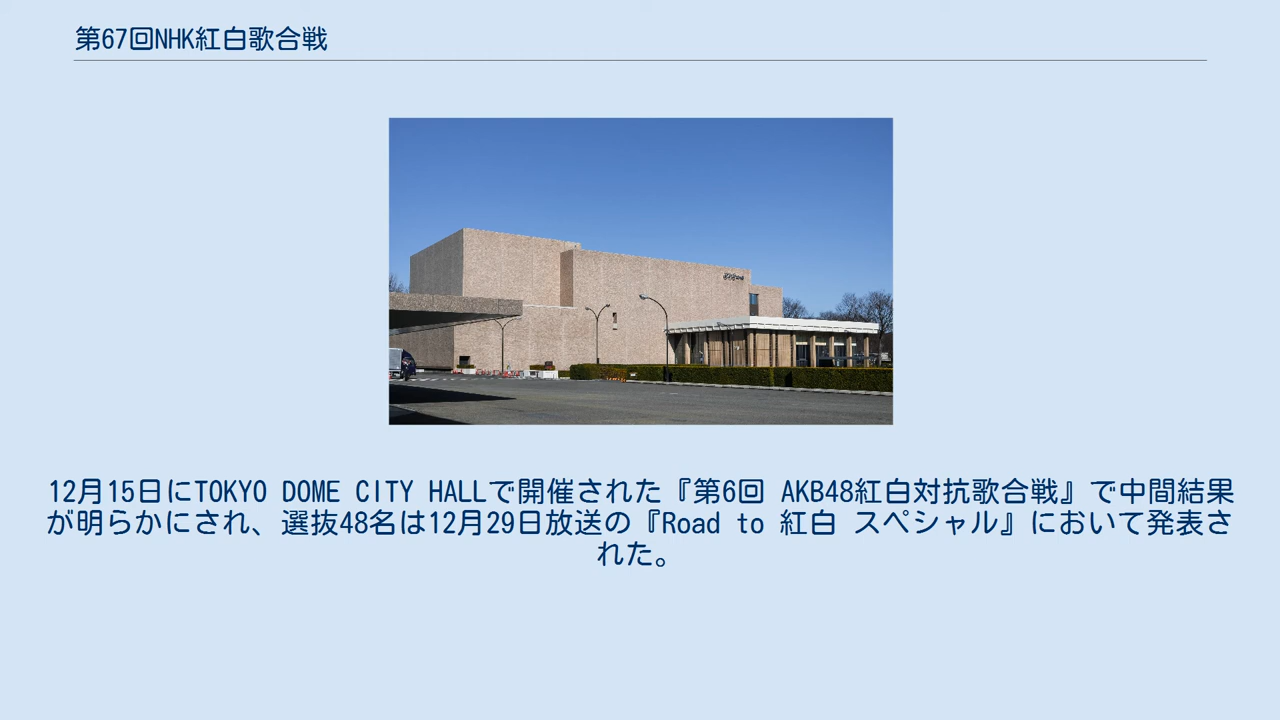 第67回NHK紅白歌合戦
12月15日にTOKYO DOME CITY HALLで開催された『第6回 AKB48紅白対抗歌合戦』で中間結果
が明らかにされ、選抜48名は12月29日放送の『Road to 紅白 スペシャル』において発表さ
れた。